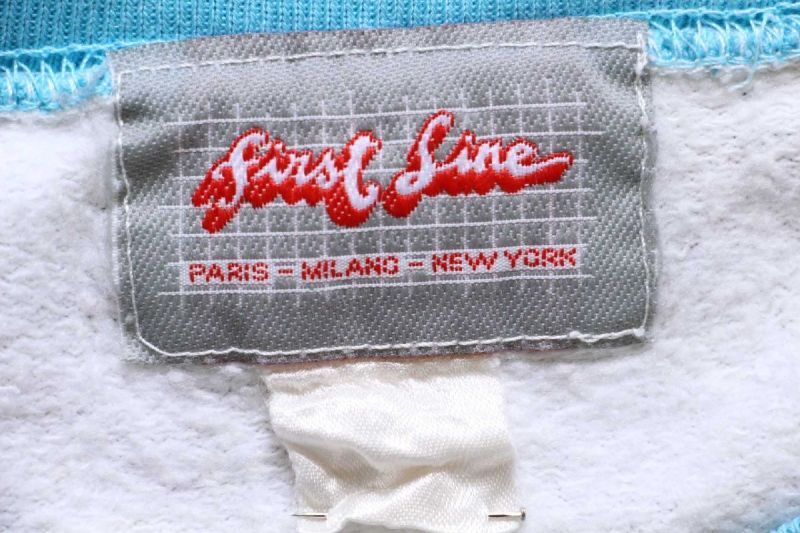 First Line
PARIS - MILANO - NEW YORK